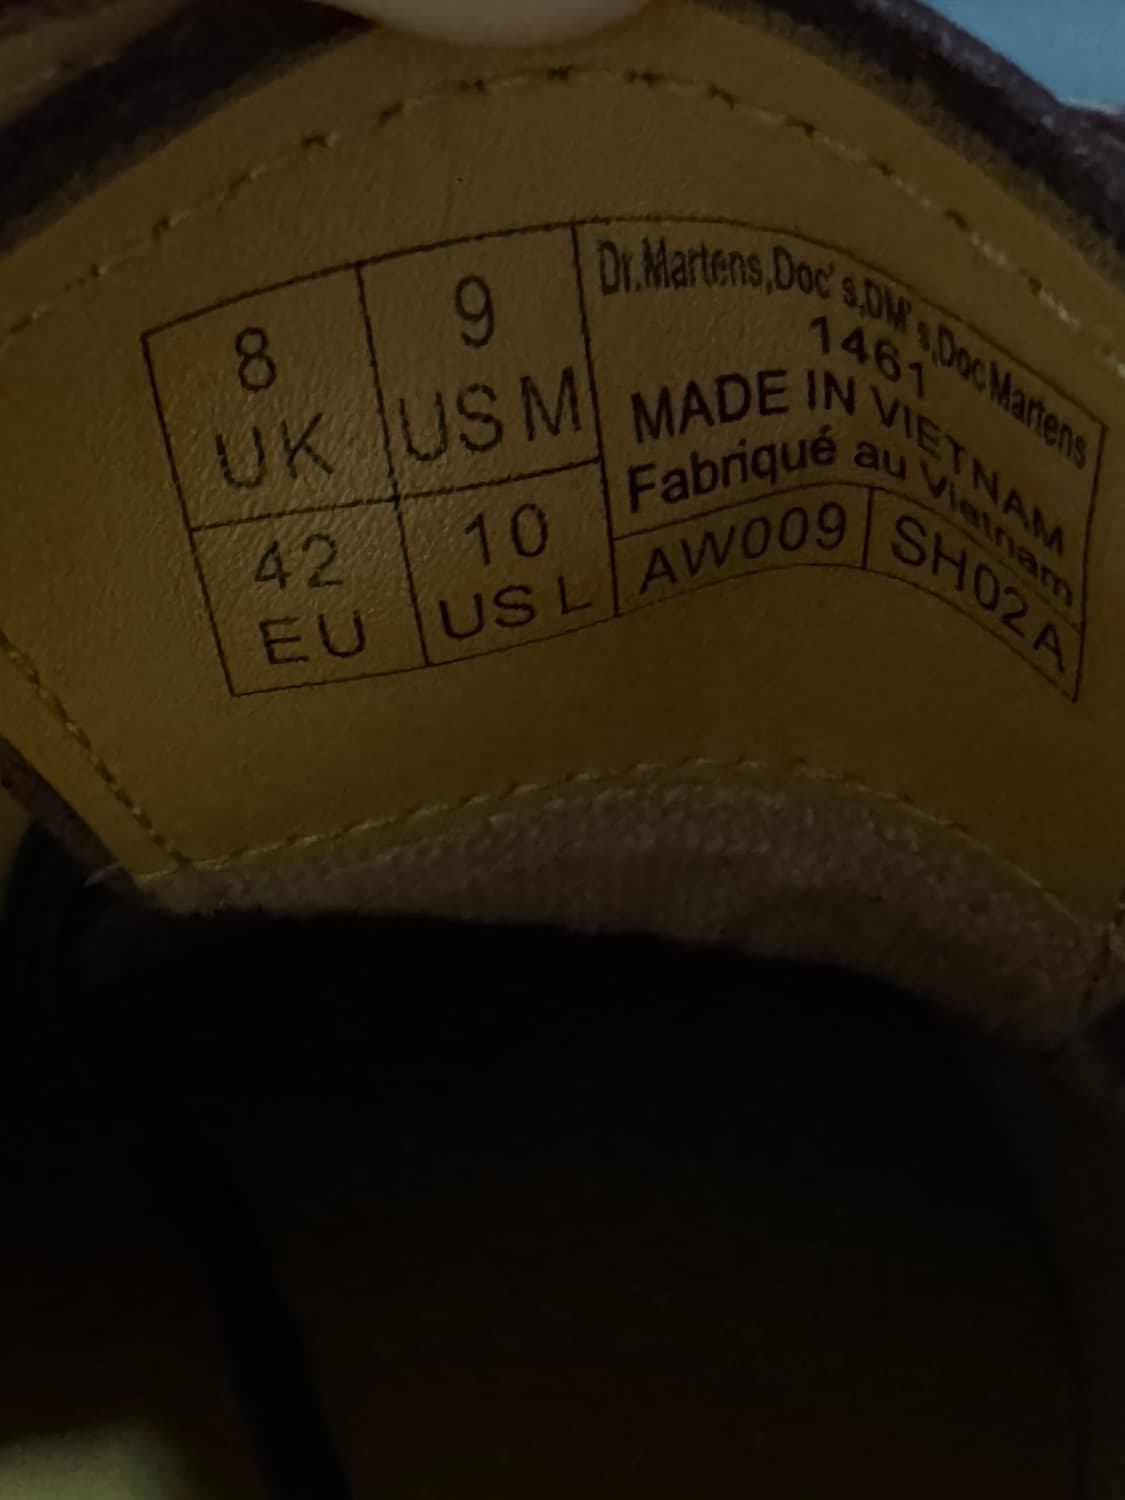 8
UK
9
US M
42
EU
10
US L
Dr.Martens,Doc's,DM's,Doc Martens
1461
MADE IN VIETNAM
Fabriqué au Vietnam
AW009
SH02A